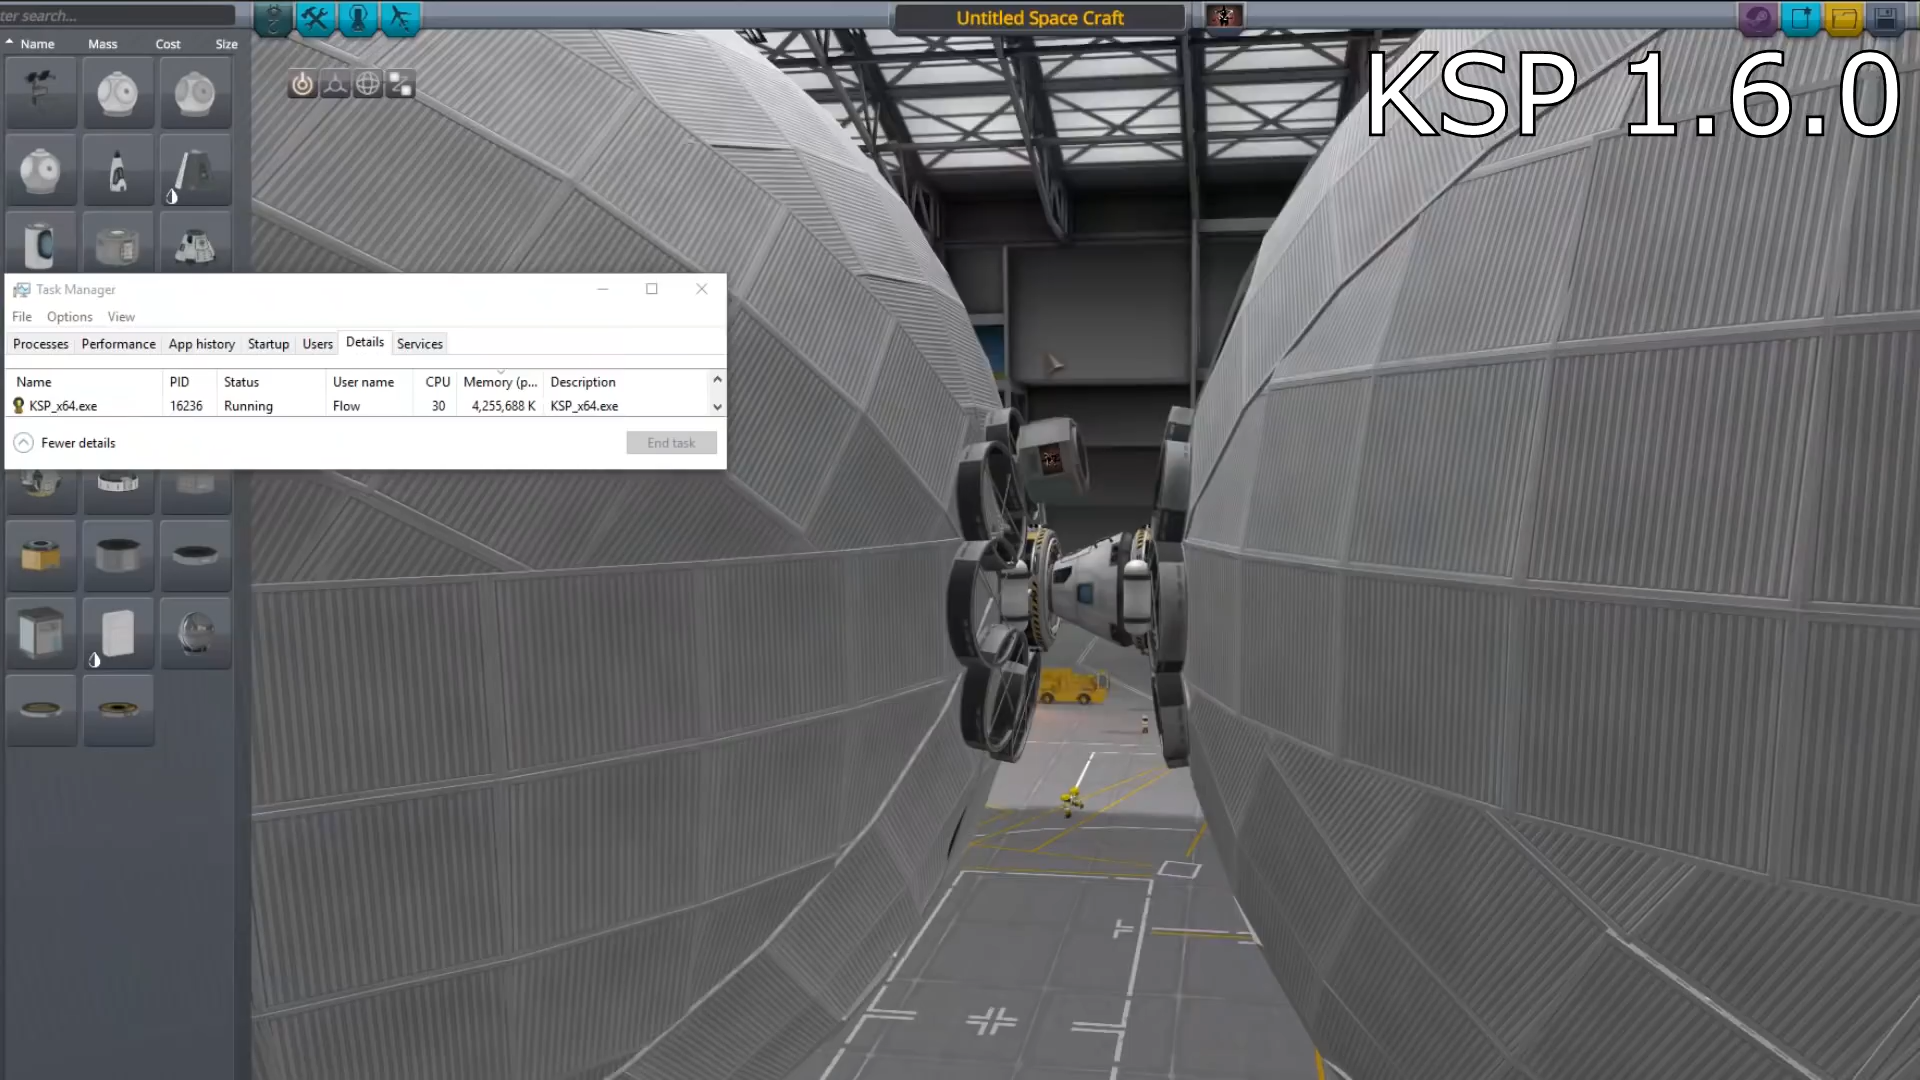 ter search...
Untitled Space Craft
Name Mass Cost Size
KSP 1.6.0
Task Manager
File Options View
Processes Performance App history Startup Users Details Services
Name PID Status User name CPU Memory (p... Description
KSP_x64.exe 16236 Running Flow 30 4,255,688 K KSP_x64.exe
Fewer details End task